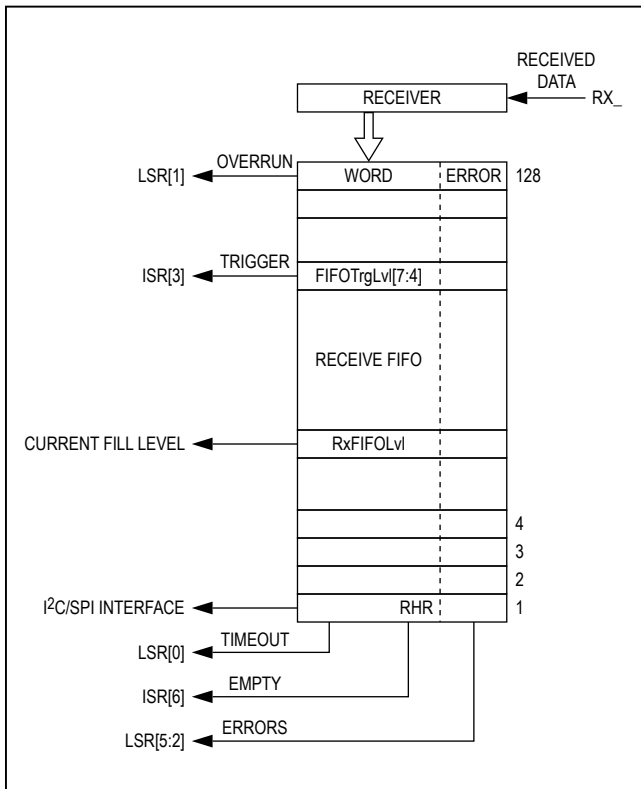 RECEIVED
DATA
RECEIVER
RX_
OVERRUN
LSR[1]
WORD
ERROR
128
TRIGGER
ISR[3]
FIFOTrgLvl[7:4]
RECEIVE FIFO
CURRENT FILL LEVEL
RxFIFOLvl
4
3
2
I2C/SPI INTERFACE
RHR
1
TIMEOUT
LSR[0]
EMPTY
ISR[6]
ERRORS
LSR[5:2]